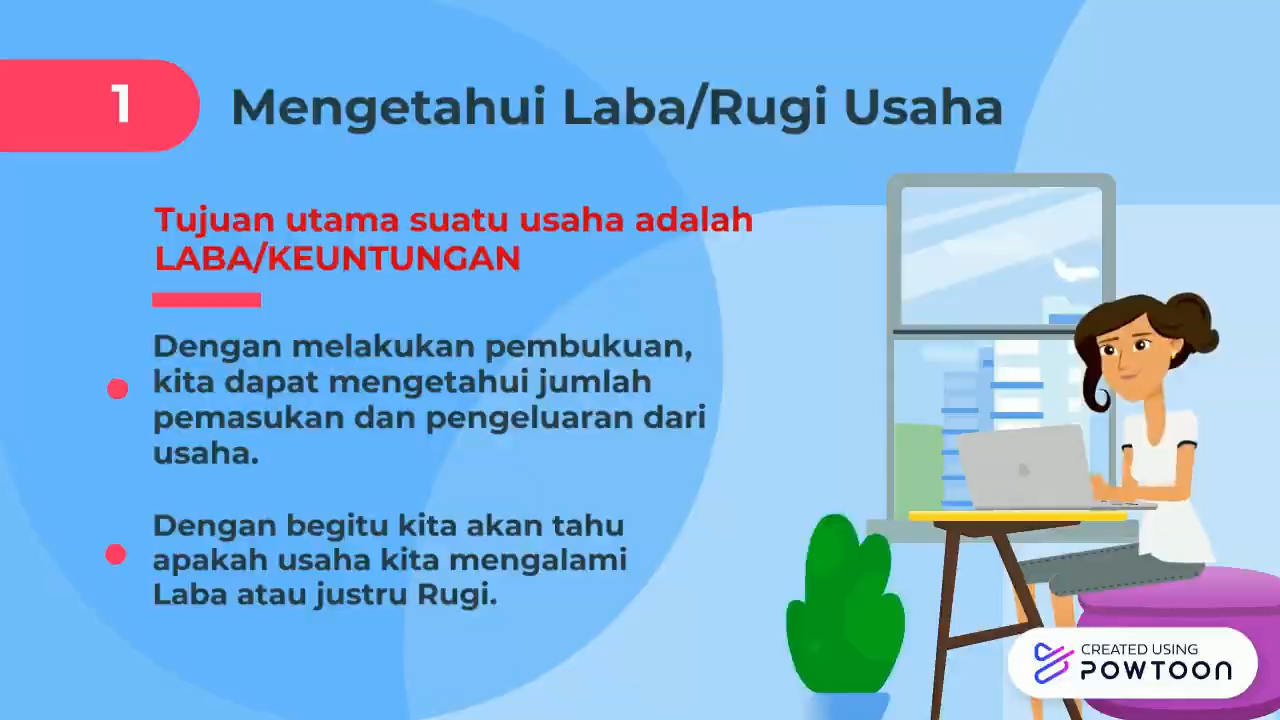 1
Mengetahui Laba/Rugi Usaha
Tujuan utama suatu usaha adalah
LABA/KEUNTUNGAN
Dengan melakukan pembukuan,
kita dapat mengetahui jumlah
pemasukan dan pengeluaran dari
usaha.
Dengan begitu kita akan tahu
apakah usaha kita mengalami
Laba atau justru Rugi.
CREATED USING
POWTOON